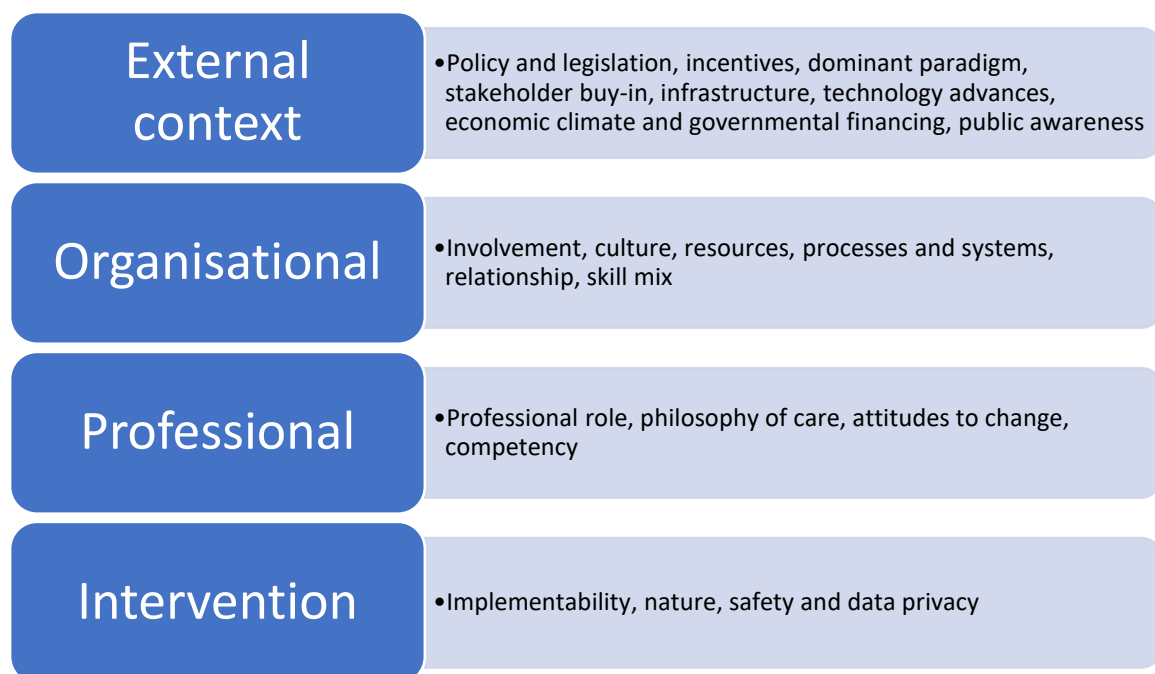 External
context
•Policy and legislation, incentives, dominant paradigm,
stakeholder buy-in, infrastructure, technology advances,
economic climate and governmental financing, public awareness
Organisational
•Involvement, culture, resources, processes and systems,
relationship, skill mix
Professional
•Professional role, philosophy of care, attitudes to change,
competency
Intervention
•Implementability, nature, safety and data privacy